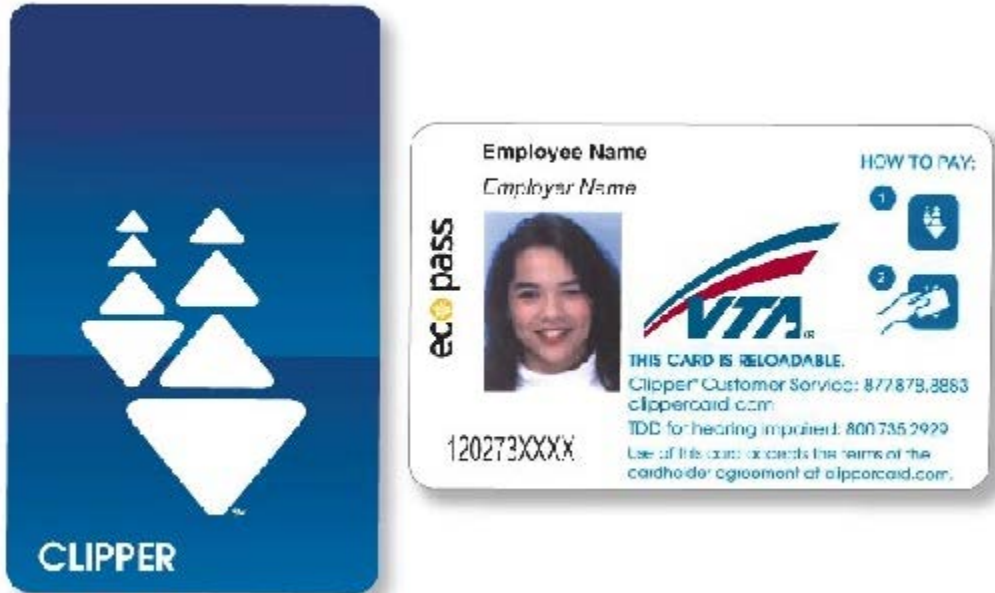 CLIPPER
Employee Name
Employer Name
eco pass
120273XXXX
VTA®
HOW TO PAY:
1
2
THIS CARD IS RELOADABLE.
Clipper® Customer Service: 877.878.8883
clippercard.com
TDD for hearing impaired: 800.735.2929
Use of this card accepts the terms of the
cardholder agreement at clippercard.com.